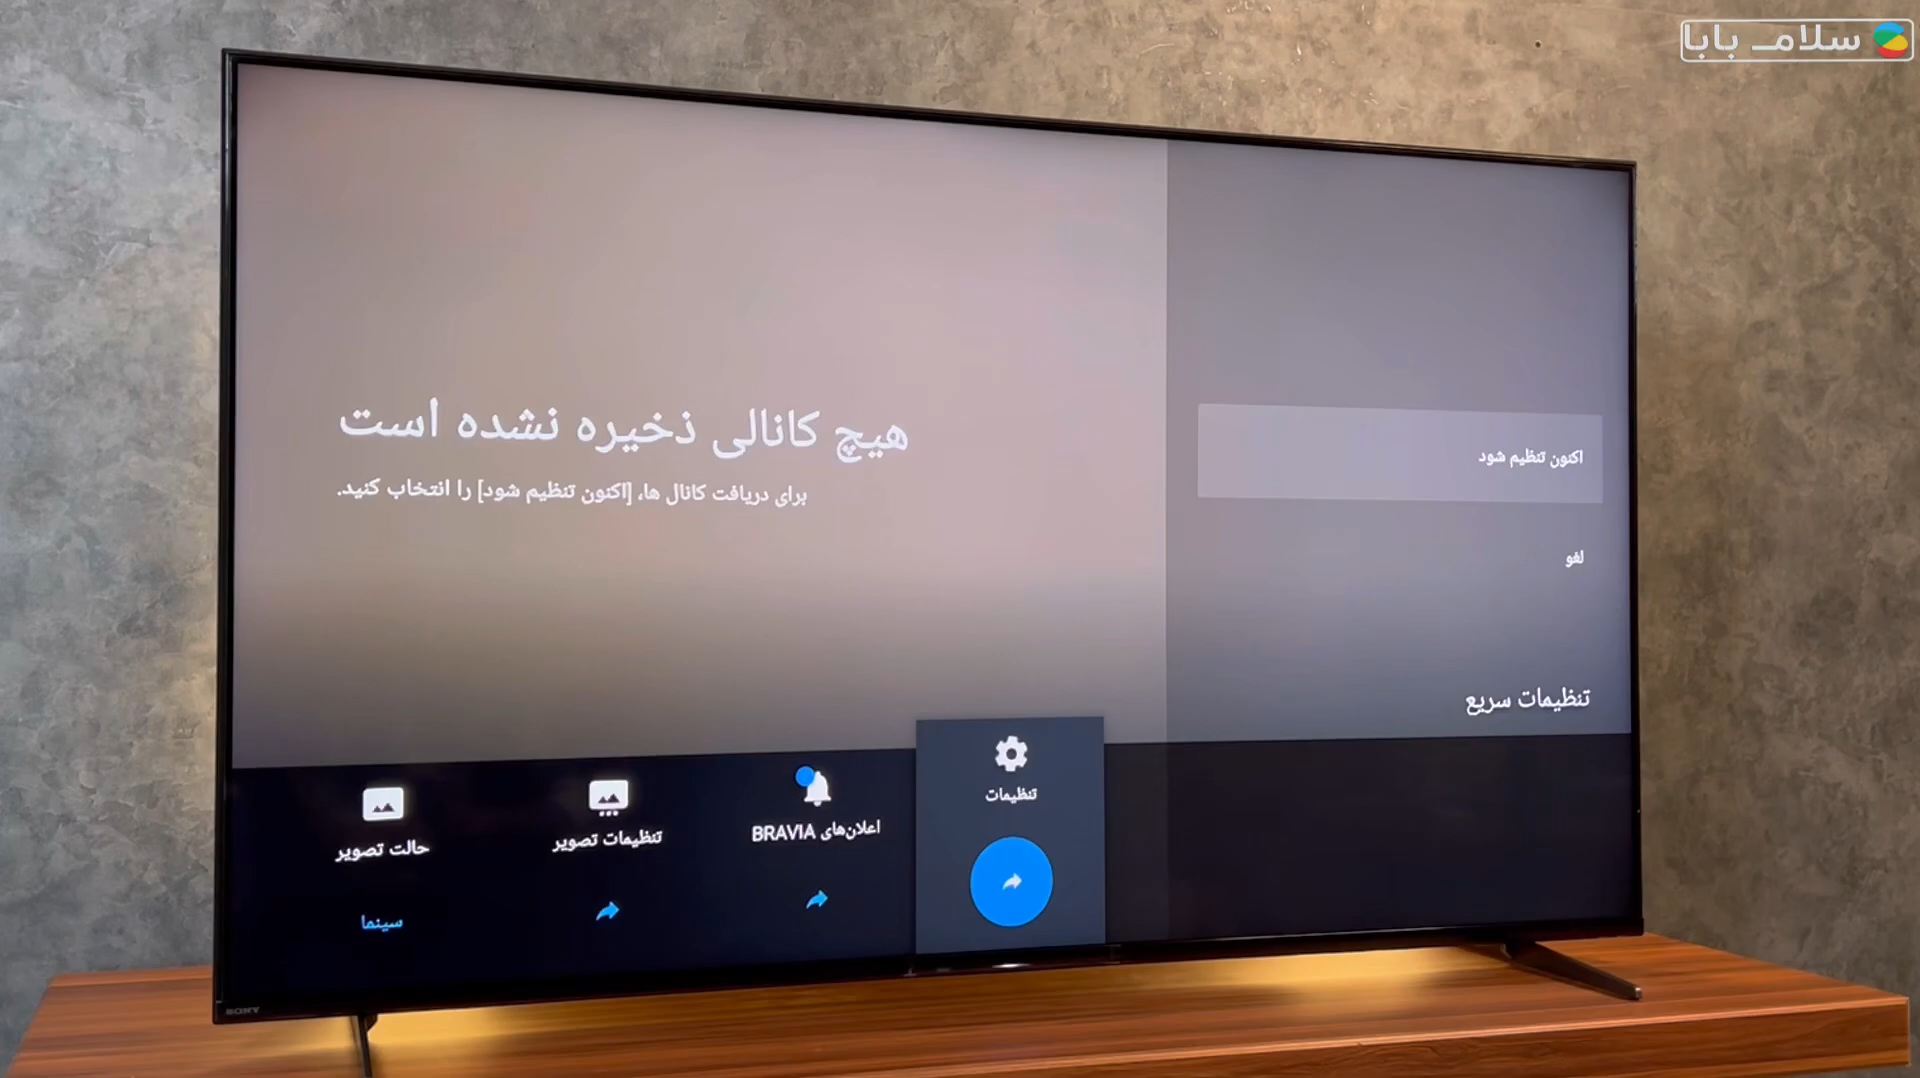 سلامـ بابا
هیچ کانالی ذخیره نشده است
برای دریافت کانال ها، [اکنون تنظیم شود] را انتخاب کنید.
اکنون تنظیم شود
لغو
تنظیمات سریع
تنظیمات
اعلان‌های BRAVIA
تنظیمات تصویر
حالت تصویر
سینما
SONY